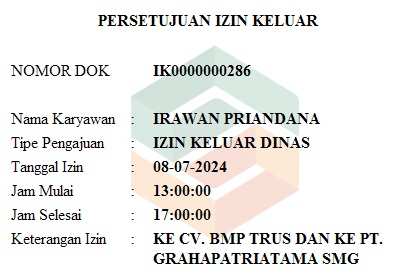 PERSETUJUAN IZIN KELUAR
NOMOR DOK IK0000000286
Nama Karyawan : IRAWAN PRIANDANA
Tipe Pengajuan : IZIN KELUAR DINAS
Tanggal Izin : 08-07-2024
Jam Mulai : 13:00:00
Jam Selesai : 17:00:00
Keterangan Izin : KE CV. BMP TRUS DAN KE PT.
GRAHAPATRIATAMA SMG